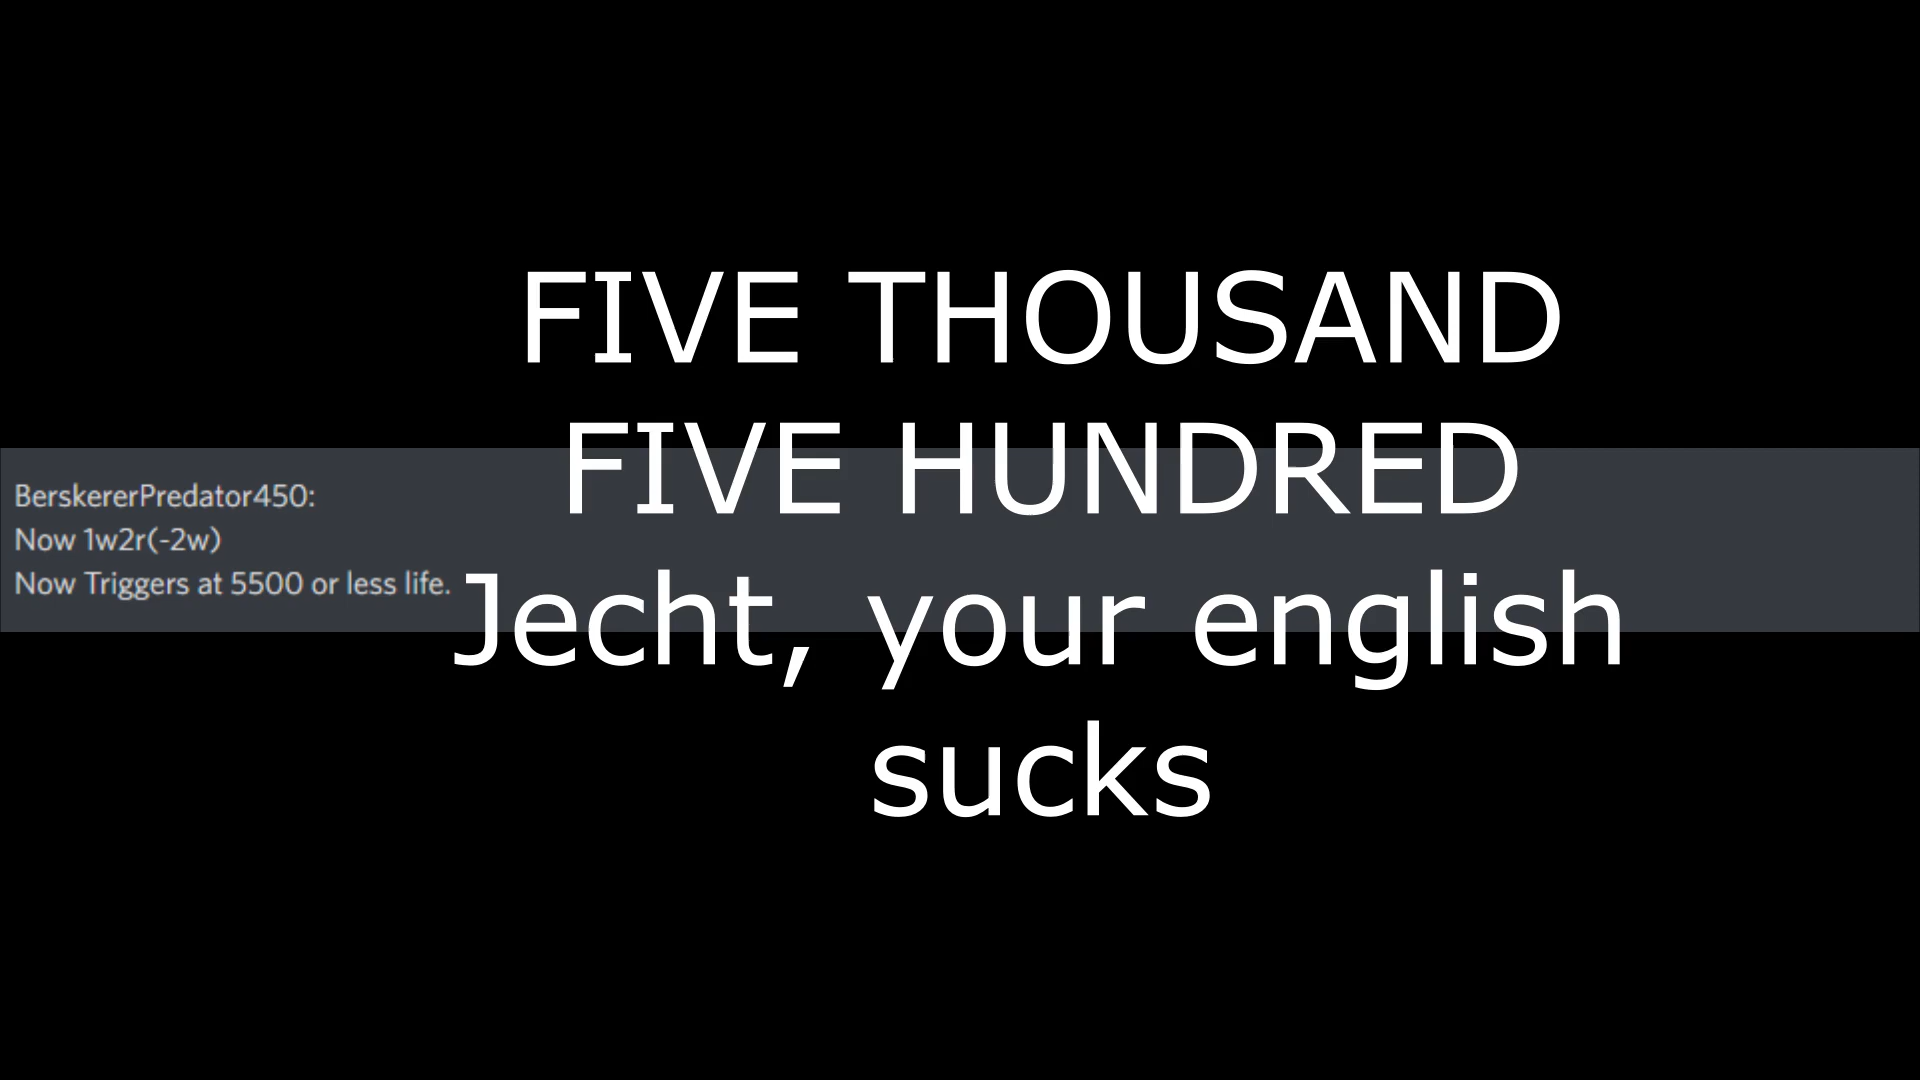 FIVE THOUSAND
FIVE HUNDRED
BerskererPredator450:
Now 1w2r(-2w)
Now Triggers at 5500 or less life.
Jecht, your english
sucks